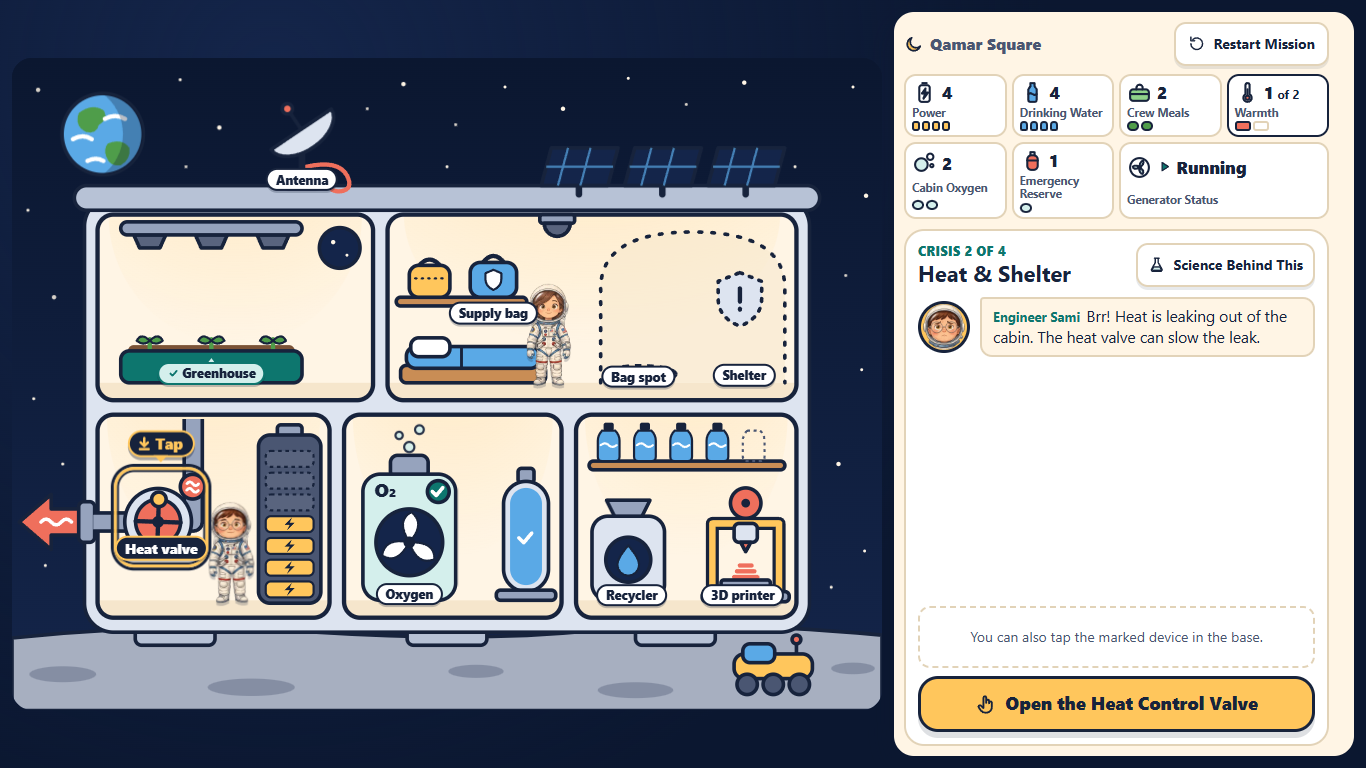 Qamar Square
Restart Mission
4
Power
4
Drinking Water
2
Crew Meals
1 of 2
Warmth
2
Cabin Oxygen
1
Emergency
Reserve
Running
Generator Status
CRISIS 2 OF 4
Heat & Shelter
Science Behind This
Engineer Sami Brr! Heat is leaking out of the
cabin. The heat valve can slow the leak.
You can also tap the marked device in the base.
Open the Heat Control Valve
Antenna
Supply bag
Greenhouse
Bag spot
Shelter
Tap
Heat valve
O₂
Oxygen
Recycler
3D printer